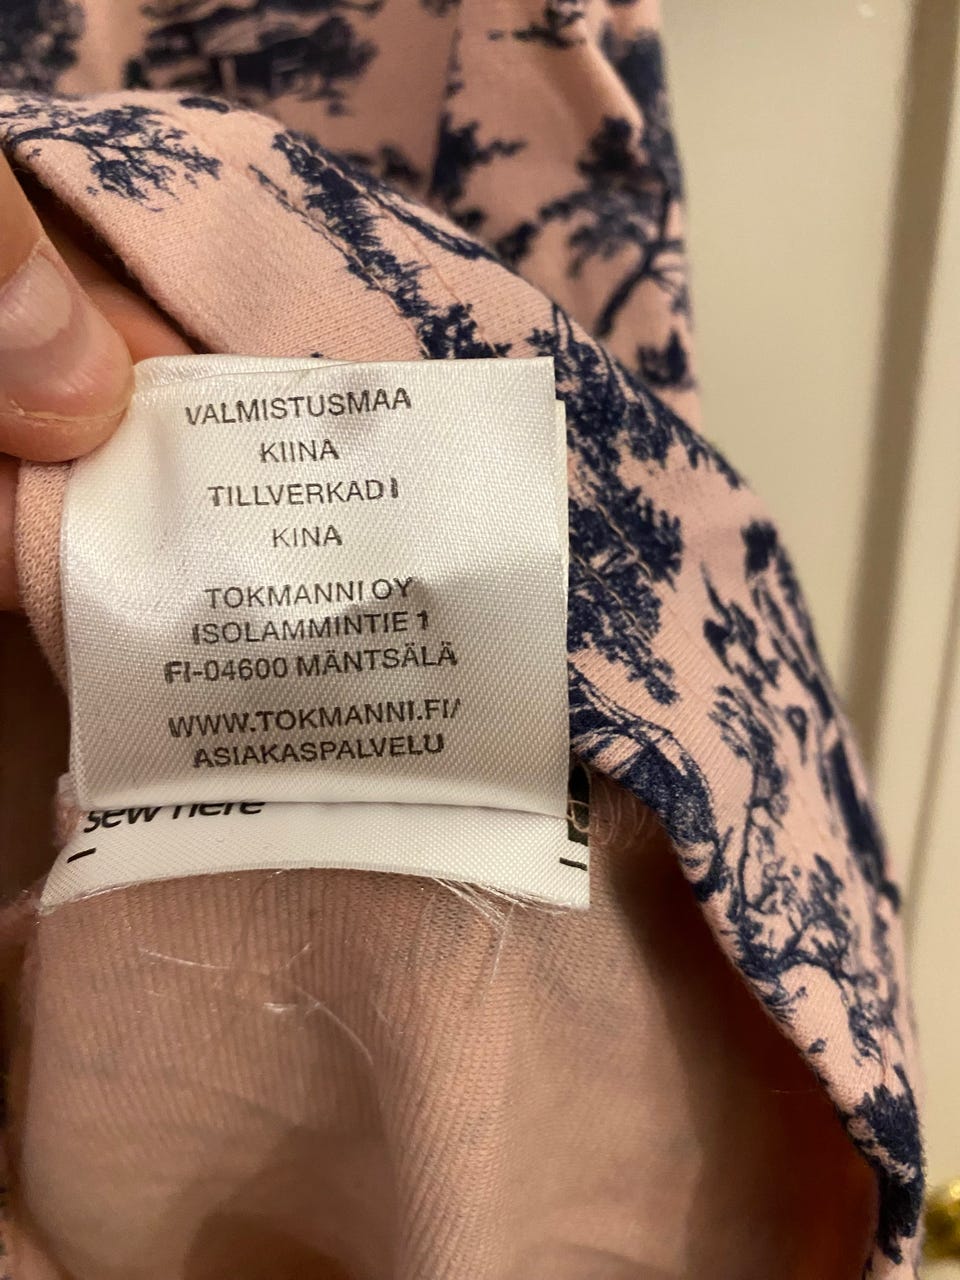 VALMISTUSMAA
KIINA
TILLVERKAD I
KINA
TOKMANNI OY
ISOLAMMINTIE 1
FI-04600 MÄNTSÄLÄ
WWW.TOKMANNI.FI/
ASIAKASPALVELU
sew here